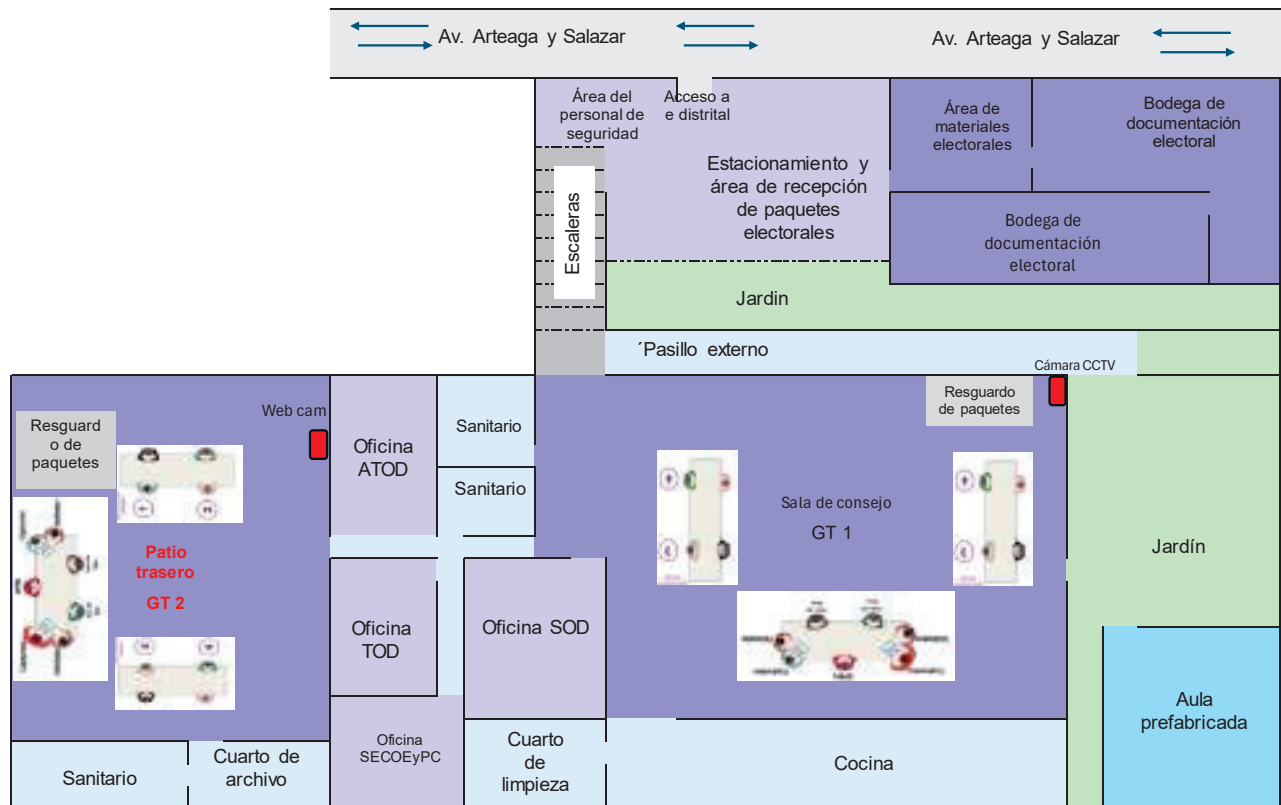 Av. Arteaga y Salazar
Av. Arteaga y Salazar
Área del
personal de
seguridad
Acceso a
e distrital
Área de
materiales
electorales
Bodega de
documentación
electoral
Estacionamiento y
área de recepción
de paquetes
electorales
Escaleras
Bodega de
documentación
electoral
Jardin
´Pasillo externo
Cámara CCTV
Resguardo
de paquetes
Web cam
Resguard
o de
paquetes
Oficina
ATOD
Sanitario
Sanitario
Sala de consejo
GT 1
Jardín
Patio
trasero
GT 2
Oficina
TOD
Oficina SOD
Aula
prefabricada
Oficina
SECOEyPC
Cuarto
de
limpieza
Cocina
Sanitario
Cuarto de
archivo